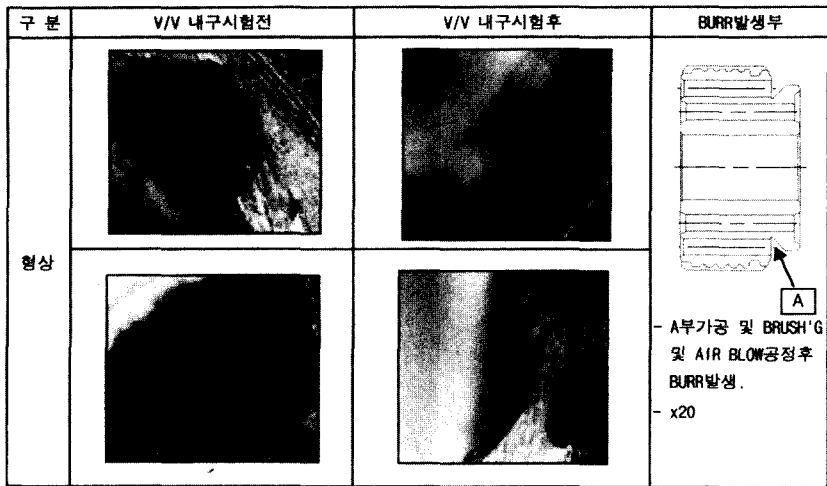 구 분
V/V 내구시험전
V/V 내구시험후
BURR발생부
형상
A
- A부가공 및 BRUSH'G
및 AIR BLOW공정후
BURR발생.
- x20